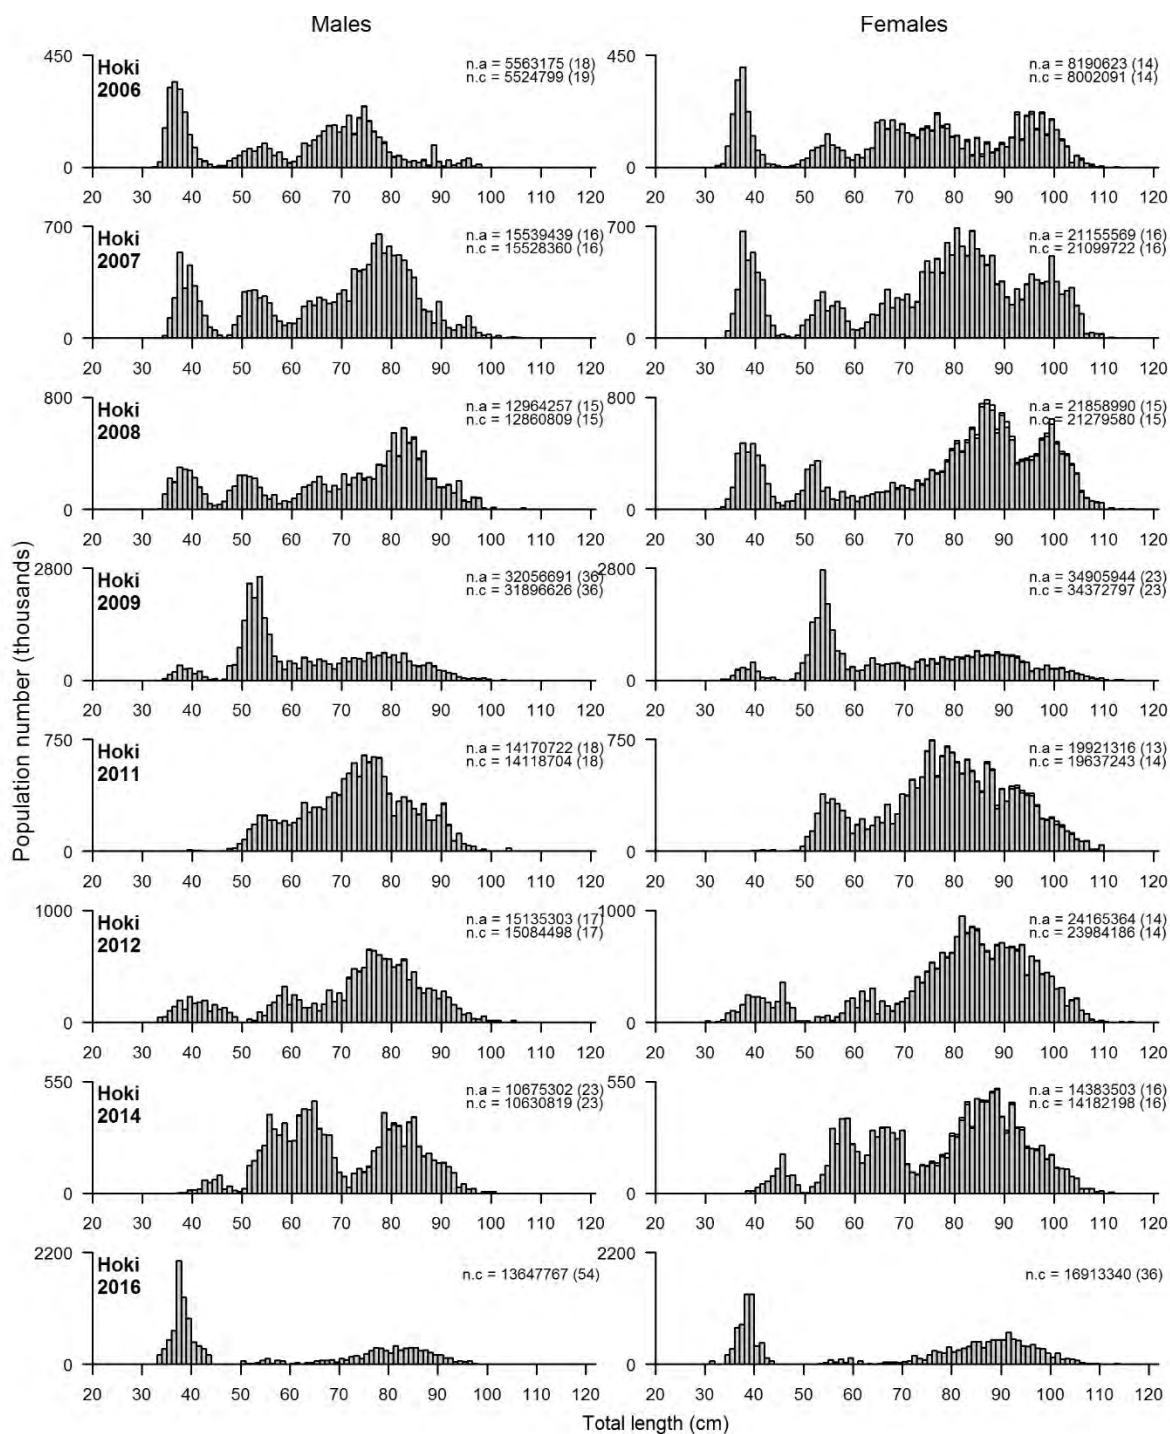 Males Females
450 Hoki 2006 n.a = 5563175 (18) n.c = 5524799 (19) 0
20 30 40 50 60 70 80 90 100 110 120
450 n.a = 8190623 (14) n.c = 8002091 (14) 0
20 30 40 50 60 70 80 90 100 110 120
700 Hoki 2007 n.a = 15539439 (16) n.c = 15528360 (16) 0
20 30 40 50 60 70 80 90 100 110 120
700 n.a = 21155569 (16) n.c = 21099722 (16) 0
20 30 40 50 60 70 80 90 100 110 120
800 Hoki 2008 n.a = 12964257 (15) n.c = 12860809 (15) 0
20 30 40 50 60 70 80 90 100 110 120
800 n.a = 21858990 (15) n.c = 21279580 (15) 0
20 30 40 50 60 70 80 90 100 110 120
2800 Hoki 2009 n.a = 32056691 (36) n.c = 31896626 (36) 0
20 30 40 50 60 70 80 90 100 110 120
2800 n.a = 34905944 (23) n.c = 34372797 (23) 0
20 30 40 50 60 70 80 90 100 110 120
750 Hoki 2011 n.a = 14170722 (18) n.c = 14118704 (18) 0
20 30 40 50 60 70 80 90 100 110 120
750 n.a = 19921316 (13) n.c = 19637243 (14) 0
20 30 40 50 60 70 80 90 100 110 120
1000 Hoki 2012 n.a = 15135303 (17) n.c = 15084498 (17) 0
20 30 40 50 60 70 80 90 100 110 120
1000 n.a = 24165364 (14) n.c = 23984186 (14) 0
20 30 40 50 60 70 80 90 100 110 120
550 Hoki 2014 n.a = 10675302 (23) n.c = 10630819 (23) 0
20 30 40 50 60 70 80 90 100 110 120
550 n.a = 14383503 (16) n.c = 14182198 (16) 0
20 30 40 50 60 70 80 90 100 110 120
2200 Hoki 2016 n.c = 13647767 (54) 0
20 30 40 50 60 70 80 90 100 110 120
2200 n.c = 16913340 (36) 0
20 30 40 50 60 70 80 90 100 110 120
Population number (thousands)
Total length (cm)